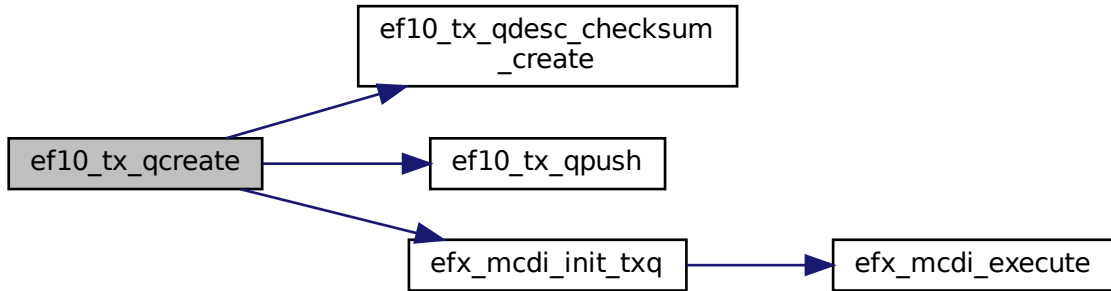 ef10_tx_qdesc_checksum
_create
ef10_tx_qcreate
ef10_tx_qpush
efx_mcdi_init_txq
efx_mcdi_execute